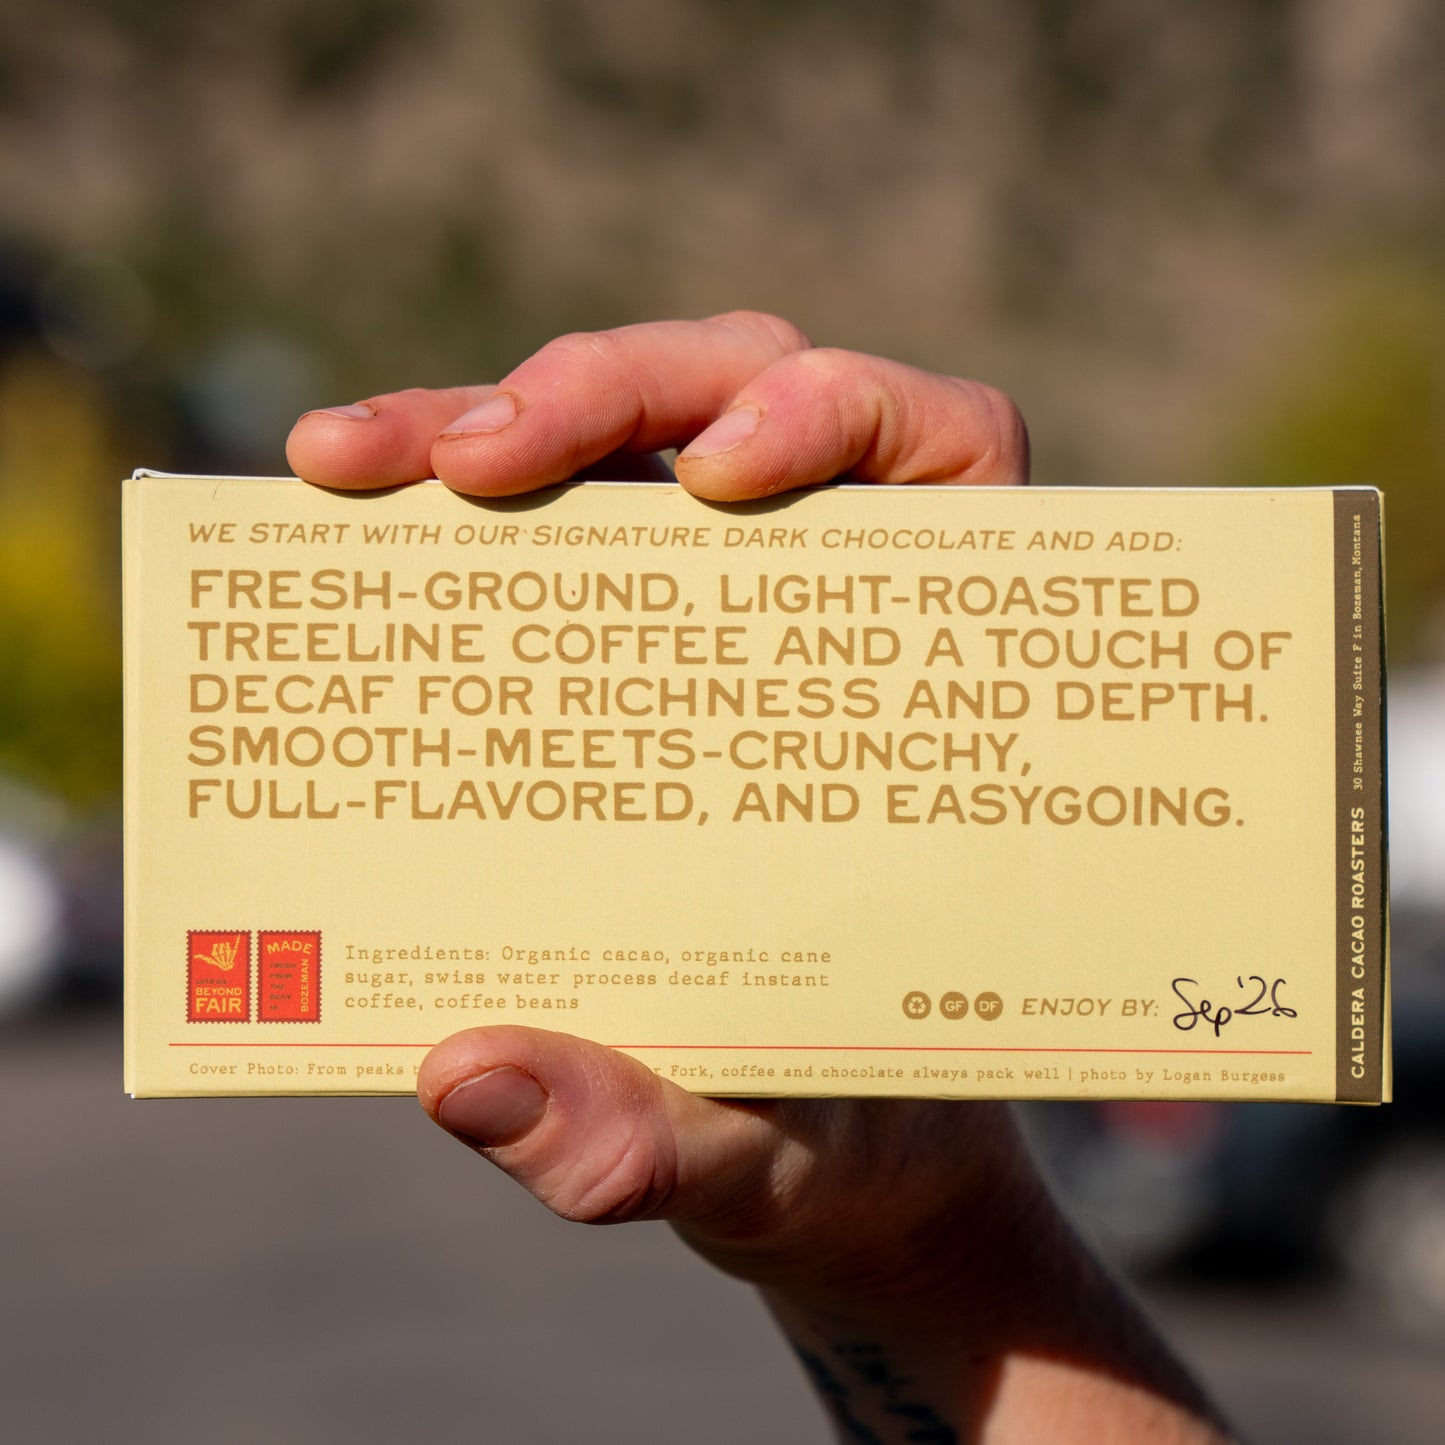 WE START WITH OUR SIGNATURE DARK CHOCOLATE AND ADD:
FRESH-GROUND, LIGHT-ROASTED
TREELINE COFFEE AND A TOUCH OF
DECAF FOR RICHNESS AND DEPTH.
SMOOTH-MEETS-CRUNCHY,
FULL-FLAVORED, AND EASYGOING.
BEYOND
FAIR
MADE
FRESH
FROM
THE
IN
BOZEMAN
Ingredients: Organic cacao, organic cane
sugar, swiss water process decaf instant
coffee, coffee beans
GF
DF
ENJOY BY: Sep '26
Cover Photo: From peaks Fork, coffee and chocolate always pack well | photo by Logan Burgess
CALDERA CACAO ROASTERS 30 Shawnee Way Suite F in Bozeman, Montana